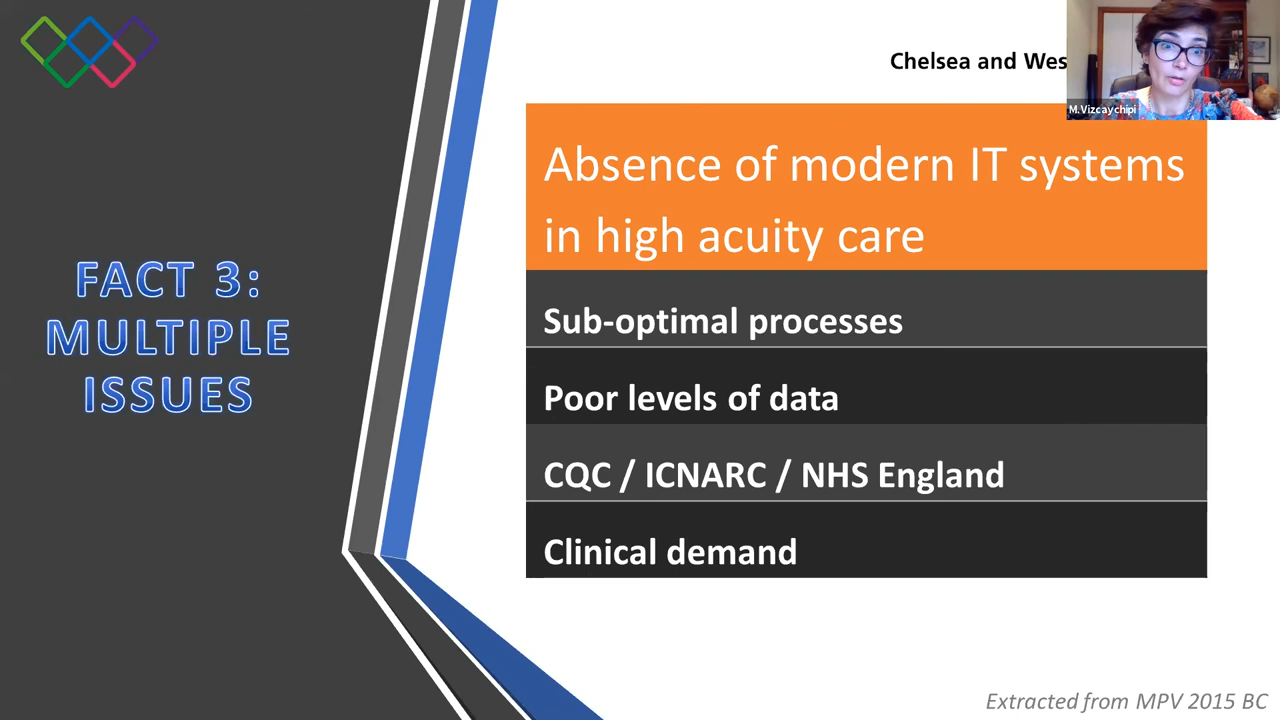 Chelsea and Wes
M.Vizcaychipi
Absence of modern IT systems
in high acuity care
FACT 3:
MULTIPLE
ISSUES
Sub-optimal processes
Poor levels of data
CQC / ICNARC / NHS England
Clinical demand
Extracted from MPV 2015 BC